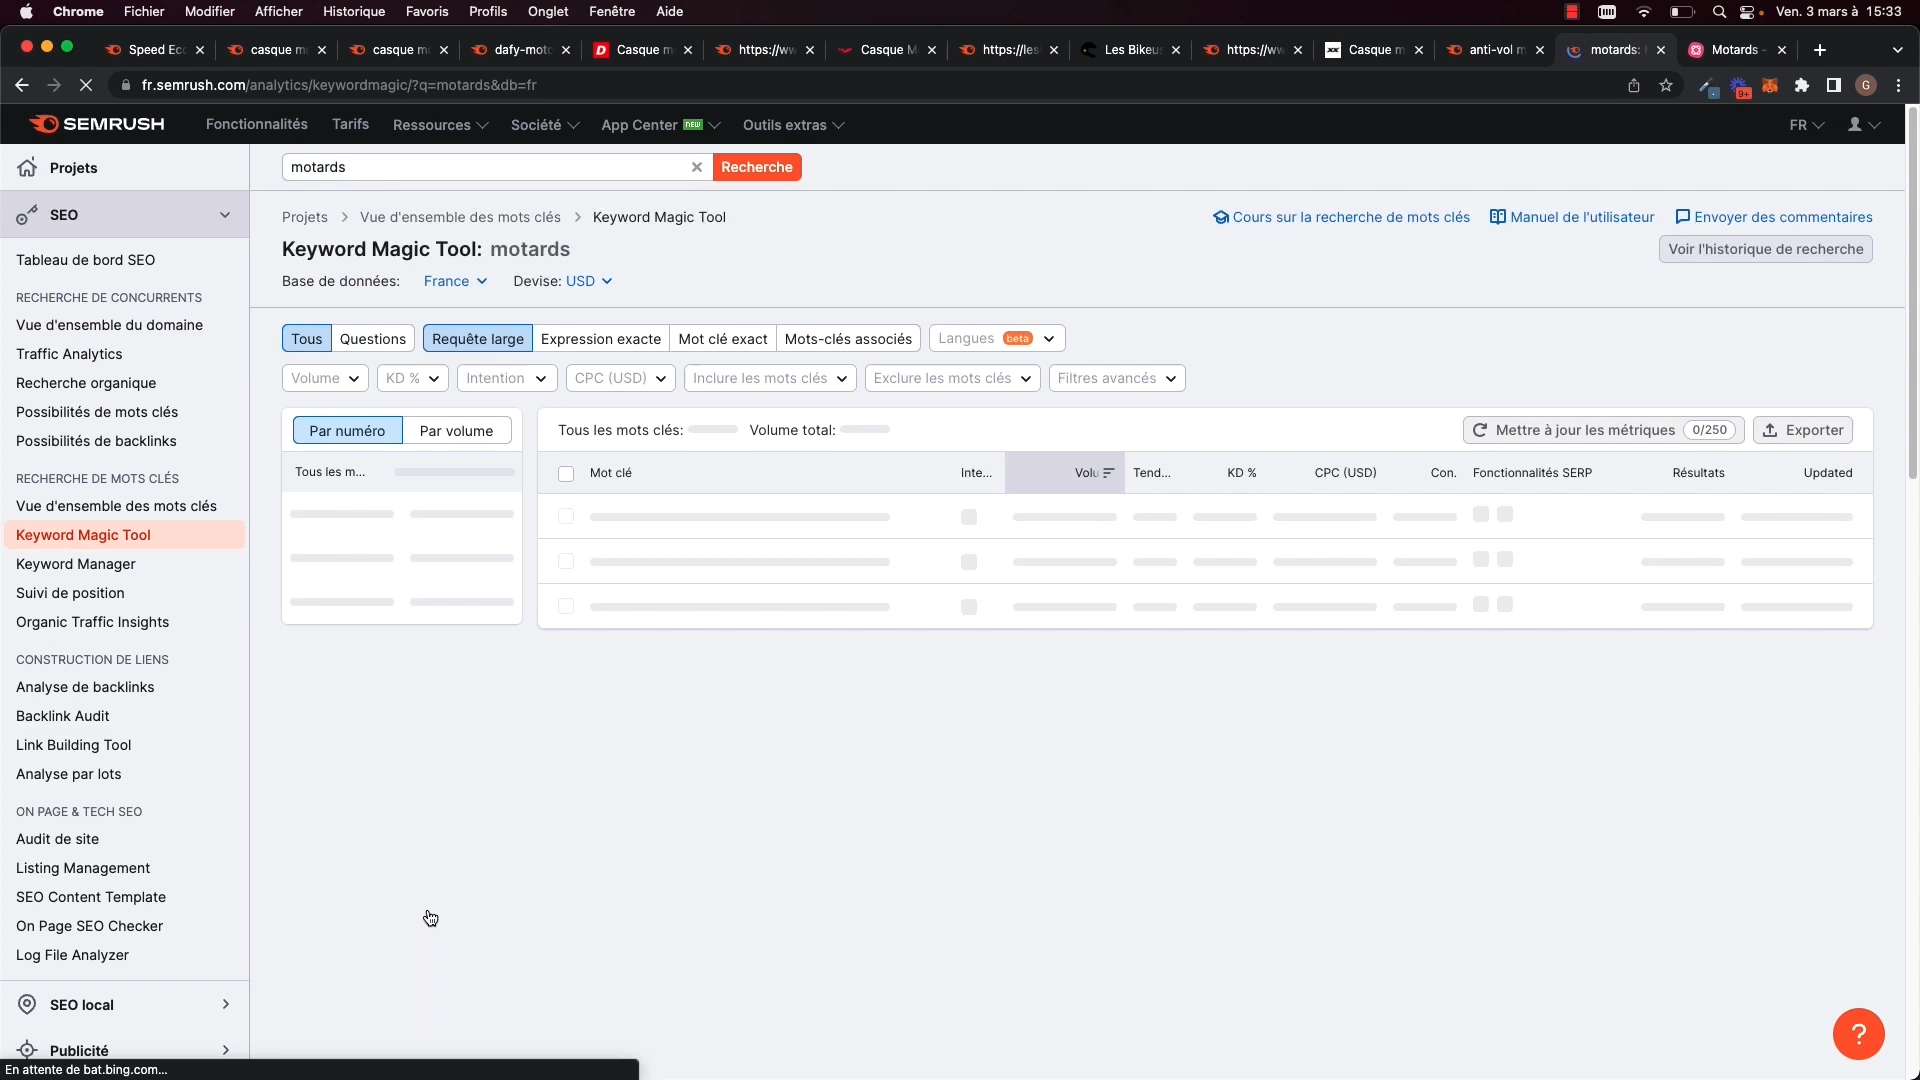 Chrome Fichier Modifier Afficher Historique Favoris Profils Onglet Fenêtre Aide Ven. 3 mars à 15:33
Speed Ec casque m casque m dafy-moto Casque m https://ww Casque M https://les Les Bikeu https://ww Casque m anti-vol m motards: Motards -
fr.semrush.com/analytics/keywordmagic/?q=motards&db=fr 9+ G
SEMRUSH Fonctionnalités Tarifs Ressources Société App Center NEW Outils extras FR
Projets
motards Recherche
SEO
Projets > Vue d'ensemble des mots clés > Keyword Magic Tool
Cours sur la recherche de mots clés Manuel de l'utilisateur Envoyer des commentaires
Keyword Magic Tool: motards
Voir l'historique de recherche
Base de données: France Devise: USD
Tableau de bord SEO
RECHERCHE DE CONCURRENTS
Vue d'ensemble du domaine
Traffic Analytics
Recherche organique
Possibilités de mots clés
Possibilités de backlinks
RECHERCHE DE MOTS CLÉS
Vue d'ensemble des mots clés
Keyword Magic Tool
Keyword Manager
Suivi de position
Organic Traffic Insights
CONSTRUCTION DE LIENS
Analyse de backlinks
Backlink Audit
Link Building Tool
Analyse par lots
ON PAGE & TECH SEO
Audit de site
Listing Management
SEO Content Template
On Page SEO Checker
Log File Analyzer
SEO local
Publicité
Tous Questions Requête large Expression exacte Mot clé exact Mots-clés associés Langues beta
Volume KD % Intention CPC (USD) Inclure les mots clés Exclure les mots clés Filtres avancés
Par numéro Par volume
Tous les m...
Tous les mots clés: Volume total: Mettre à jour les métriques 0/250 Exporter
Mot clé Inte... Volu Tend... KD % CPC (USD) Con. Fonctionnalités SERP Résultats Updated
?
En attente de bat.bing.com...